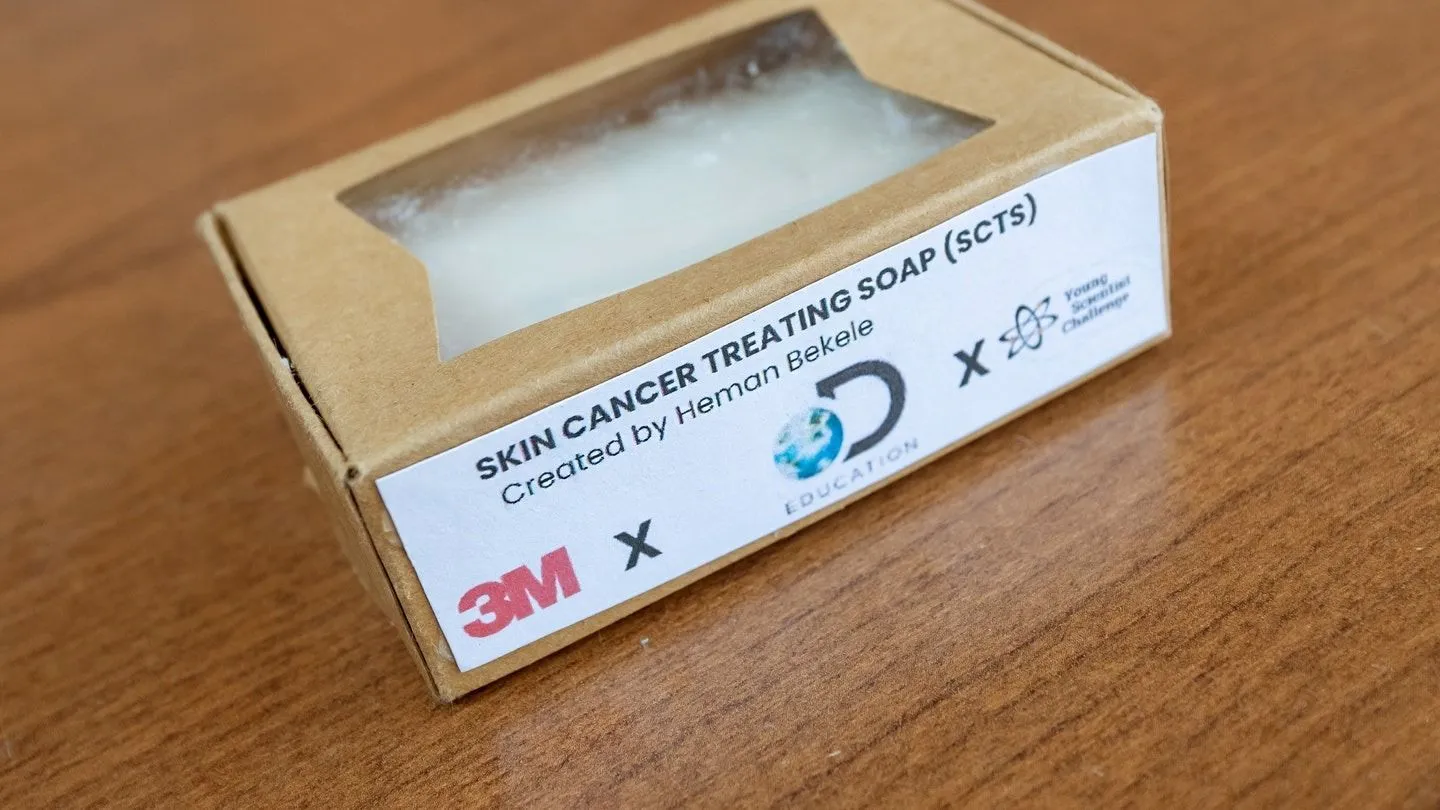 SKIN CANCER TREATING SOAP (SCTS)
Created by Heman Bekele
3M
X
D
EDUCATION
X
Young
Scientist
Challenge